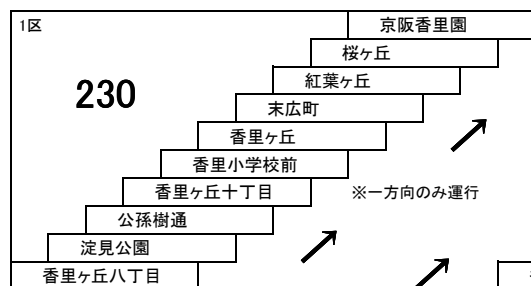 1区
京阪香里園
桜ヶ丘
230
紅葉ヶ丘
末広町
香里ヶ丘
香里小学校前
香里ヶ丘十丁目
※一方向のみ運行
公孫樹通
淀見公園
香里ヶ丘八丁目